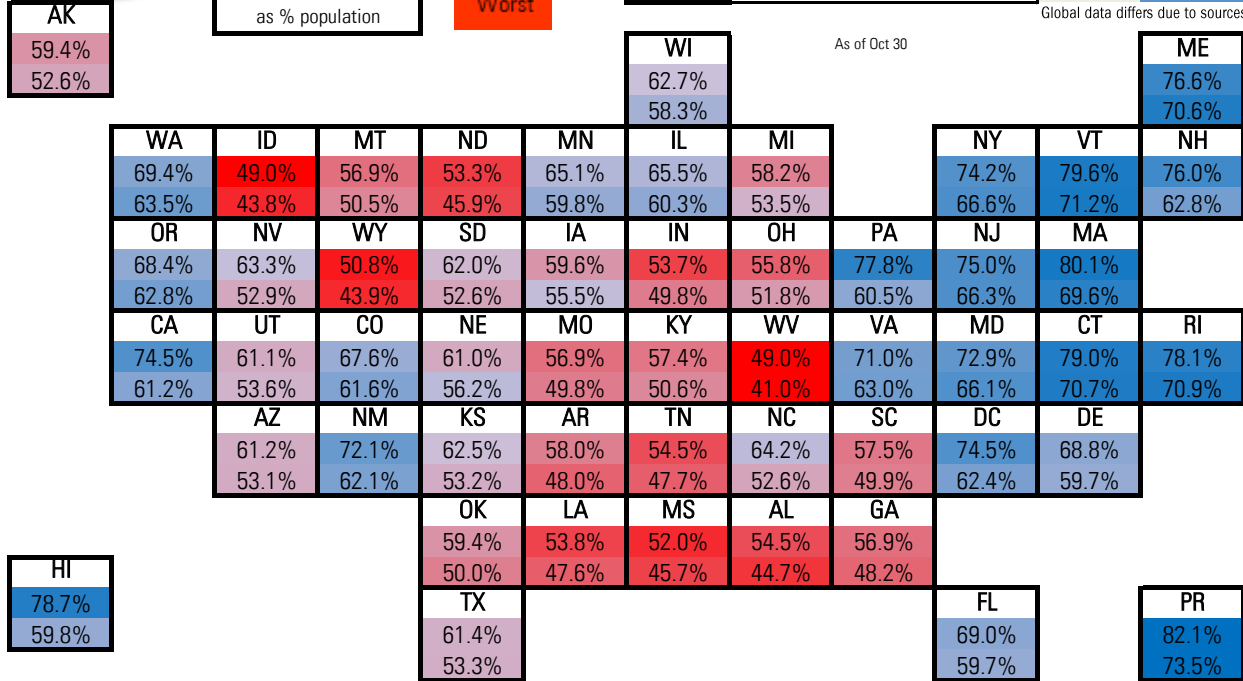 AK
as % population
Worst
Global data differs due to sources
59.4%
WI
As of Oct 30
ME
52.6%
62.7%
76.6%
58.3%
70.6%
WA ID MT ND MN IL MI NY VT NH
69.4% 49.0% 56.9% 53.3% 65.1% 65.5% 58.2% 74.2% 79.6% 76.0%
63.5% 43.8% 50.5% 45.9% 59.8% 60.3% 53.5% 66.6% 71.2% 62.8%
OR NV WY SD IA IN OH PA NJ MA
68.4% 63.3% 50.8% 62.0% 59.6% 53.7% 55.8% 77.8% 75.0% 80.1%
62.8% 52.9% 43.9% 52.6% 55.5% 49.8% 51.8% 60.5% 66.3% 69.6%
CA UT CO NE MO KY WV VA MD CT RI
74.5% 61.1% 67.6% 61.0% 56.9% 57.4% 49.0% 71.0% 72.9% 79.0% 78.1%
61.2% 53.6% 61.6% 56.2% 49.8% 50.6% 41.0% 63.0% 66.1% 70.7% 70.9%
AZ NM KS AR TN NC SC DC DE
61.2% 72.1% 62.5% 58.0% 54.5% 64.2% 57.5% 74.5% 68.8%
53.1% 62.1% 53.2% 48.0% 47.7% 52.6% 49.9% 62.4% 59.7%
OK LA MS AL GA
59.4% 53.8% 52.0% 54.5% 56.9%
50.0% 47.6% 45.7% 44.7% 48.2%
HI
78.7%
59.8%
TX FL PR
61.4% 69.0% 82.1%
53.3% 59.7% 73.5%